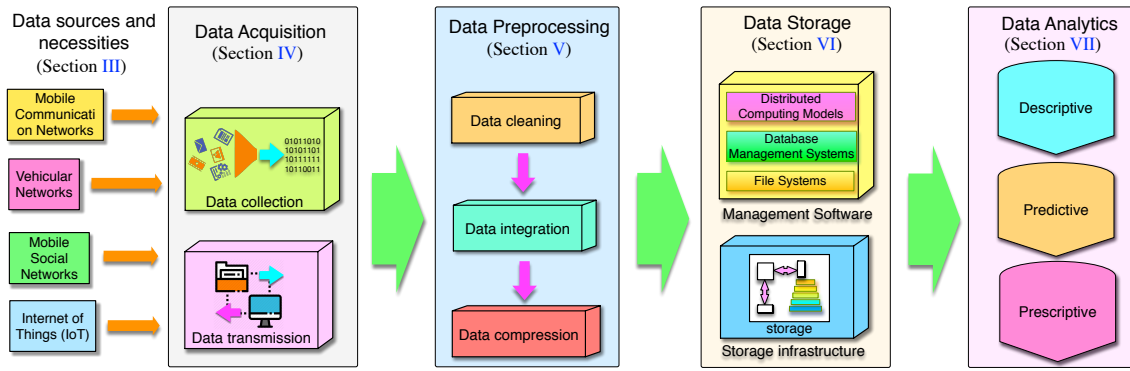 Data sources and
necessities
(Section III)
Mobile
Communicati
on Networks
Vehicular
Networks
Mobile
Social
Networks
Internet of
Things (IoT)
Data Acquisition
(Section IV)
01011010
10101101
10111111
10110011
Data collection
Data transmission
Data Preprocessing
(Section V)
Data cleaning
Data integration
Data compression
Data Storage
(Section VI)
Distributed
Computing Models
Database
Management Systems
File Systems
Management Software
storage
Storage infrastructure
Data Analytics
(Section VII)
Descriptive
Predictive
Prescriptive